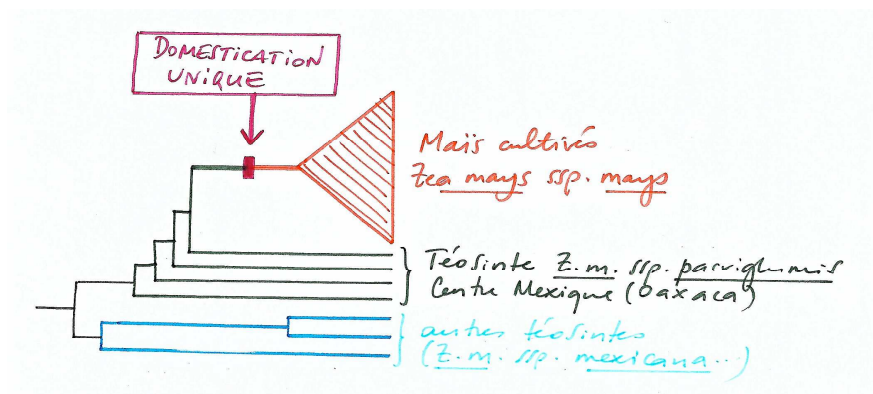 DOMESTICATION
UNIQUE
Maïs cultivés
Zea mays ssp. mays
Téosinte Z.m. ssp. parviglumis
Centre Mexique (Oaxaca)
autres téosintes
(Z.m. ssp. mexicana...)